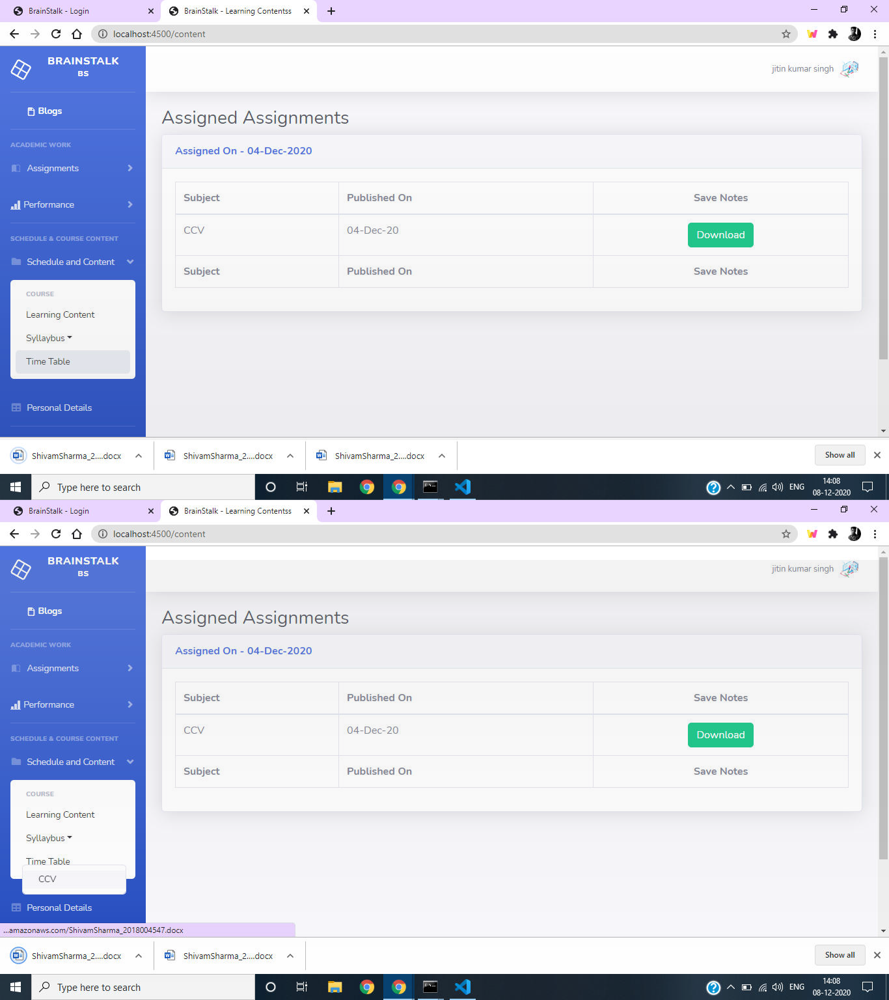 BrainStalk - Login
BrainStalk - Learning Contentss
localhost:4500/content
BRAINSTALK
BS
jitin kumar singh
Blogs
Assigned Assignments
ACADEMIC WORK
Assigned On - 04-Dec-2020
Assignments
Subject Published On Save Notes
Performance
CCV 04-Dec-20 Download
SCHEDULE & COURSE CONTENT
Schedule and Content
Subject Published On Save Notes
COURSE
Learning Content
Syllaybus
Time Table
Personal Details
ShivamSharma_2....docx ShivamSharma_2....docx ShivamSharma_2....docx Show all
Type here to search
ENG
14:08
08-12-2020
BrainStalk - Login
BrainStalk - Learning Contentss
localhost:4500/content
BRAINSTALK
BS
jitin kumar singh
Blogs
Assigned Assignments
ACADEMIC WORK
Assigned On - 04-Dec-2020
Assignments
Subject Published On Save Notes
Performance
CCV 04-Dec-20 Download
SCHEDULE & COURSE CONTENT
Schedule and Content
Subject Published On Save Notes
COURSE
Learning Content
Syllaybus
Time Table
CCV
Personal Details
...amazonaws.com/ShivamSharma_2018004547.docx
ShivamSharma_2....docx ShivamSharma_2....docx Show all
Type here to search
ENG
14:08
08-12-2020